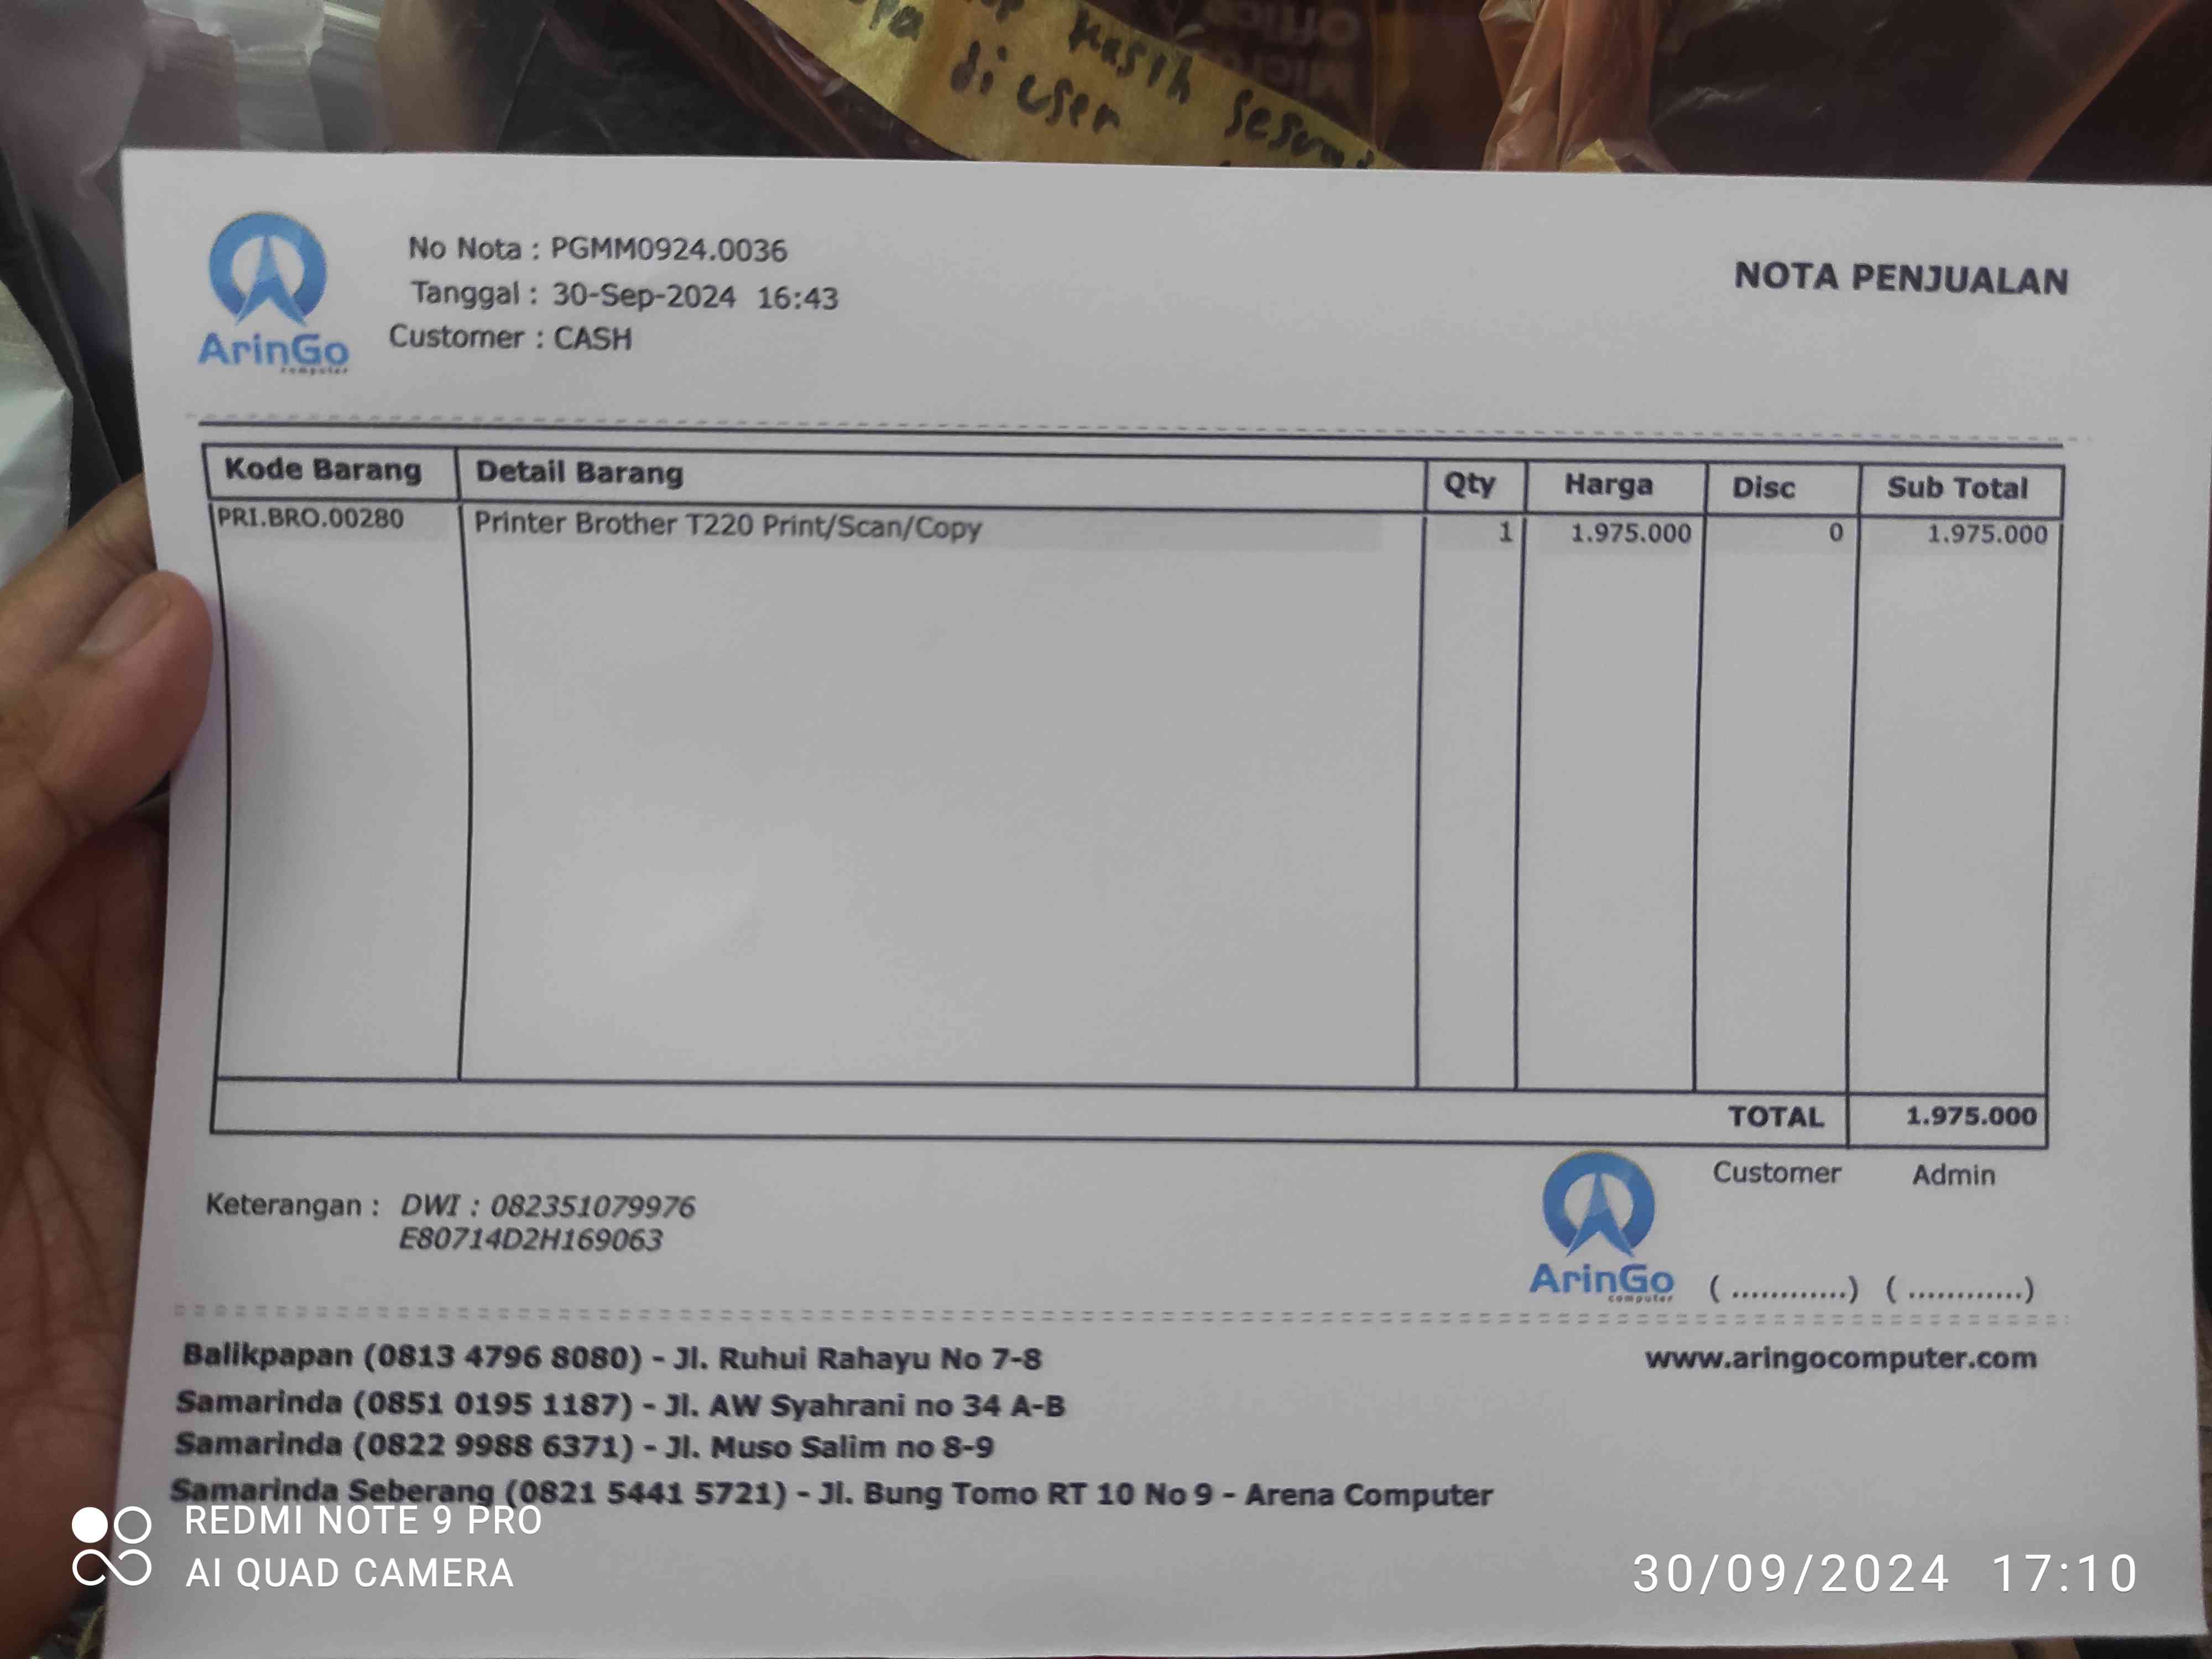 kasih sesuai
di user
No Nota : PGMM0924.0036
Tanggal : 30-Sep-2024 16:43
Customer : CASH
NOTA PENJUALAN
ArinGo
computer
Kode Barang Detail Barang Qty Harga Disc Sub Total
PRI.BRO.00280 Printer Brother T220 Print/Scan/Copy 1 1.975.000 0 1.975.000
TOTAL 1.975.000
Customer Admin
Keterangan : DWI : 082351079976
E80714D2H169063
ArinGo
computer
( ............) ( ............)
Balikpapan (0813 4796 8080) - Jl. Ruhui Rahayu No 7-8
www.aringocomputer.com
Samarinda (0851 0195 1187) - Jl. AW Syahrani no 34 A-B
Samarinda (0822 9988 6371) - Jl. Muso Salim no 8-9
Samarinda Seberang (0821 5441 5721) - Jl. Bung Tomo RT 10 No 9 - Arena Computer
REDMI NOTE 9 PRO
AI QUAD CAMERA
30/09/2024 17:10